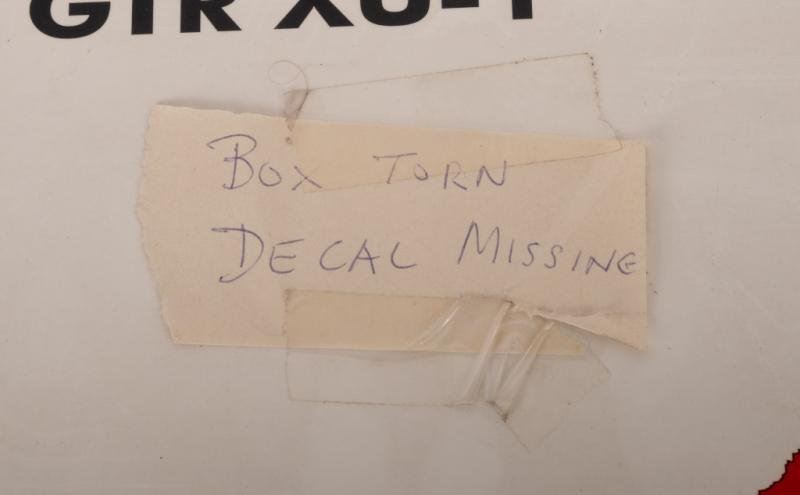 GTR XU-1
BOX TORN
DECAL MISSING